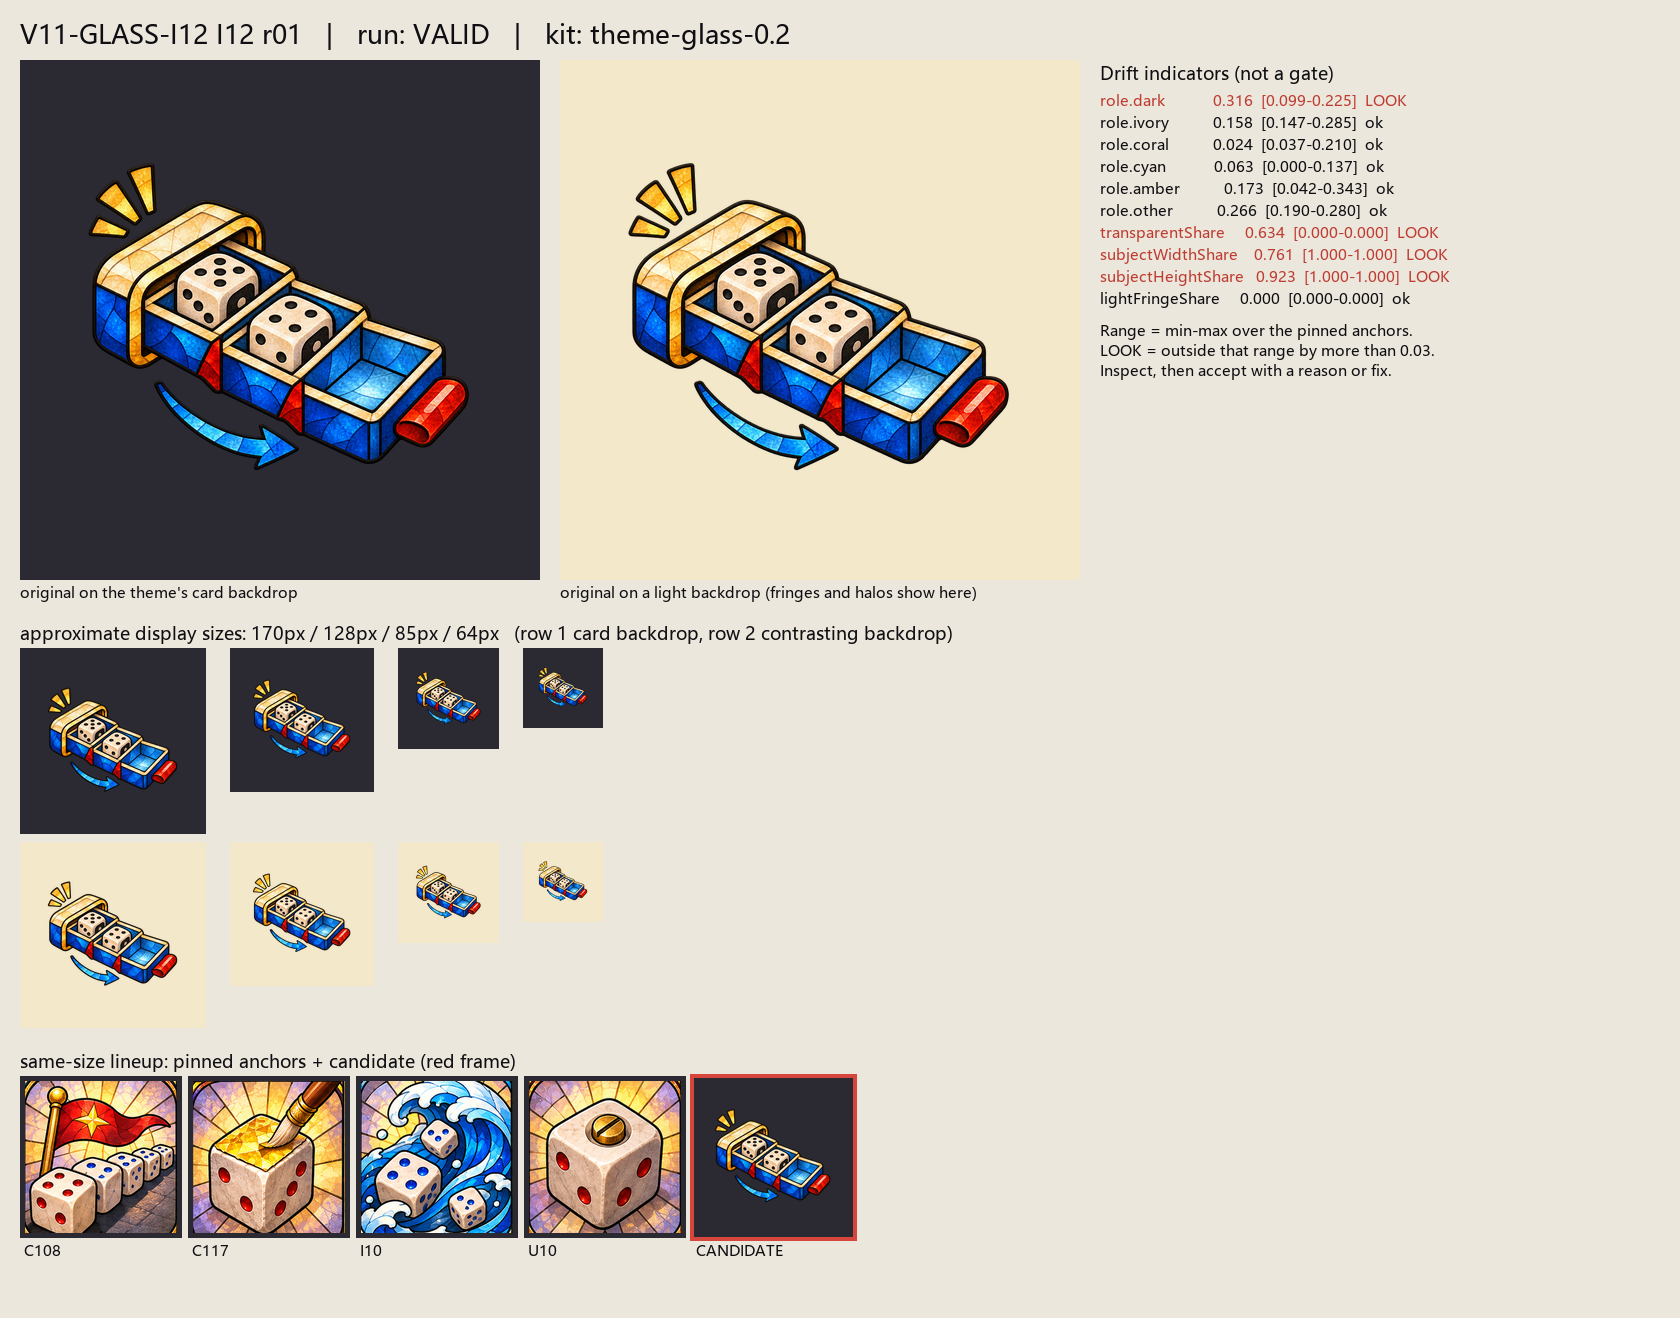 V11-GLASS-I12 I12 r01 | run: VALID | kit: theme-glass-0.2
Drift indicators (not a gate)
role.dark 0.316 [0.099-0.225] LOOK
role.ivory 0.158 [0.147-0.285] ok
role.coral 0.024 [0.037-0.210] ok
role.cyan 0.063 [0.000-0.137] ok
role.amber 0.173 [0.042-0.343] ok
role.other 0.266 [0.190-0.280] ok
transparentShare 0.634 [0.000-0.000] LOOK
subjectWidthShare 0.761 [1.000-1.000] LOOK
subjectHeightShare 0.923 [1.000-1.000] LOOK
lightFringeShare 0.000 [0.000-0.000] ok
Range = min-max over the pinned anchors.
LOOK = outside that range by more than 0.03.
Inspect, then accept with a reason or fix.
original on the theme's card backdrop
original on a light backdrop (fringes and halos show here)
approximate display sizes: 170px / 128px / 85px / 64px (row 1 card backdrop, row 2 contrasting backdrop)
same-size lineup: pinned anchors + candidate (red frame)
C108
C117
I10
U10
CANDIDATE